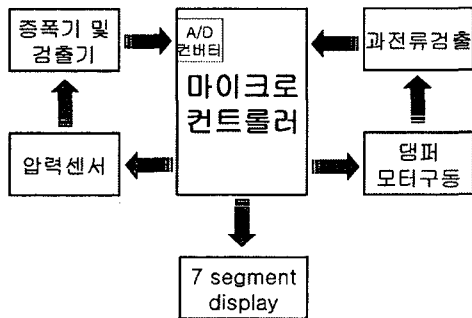 증폭기 및
검출기
A/D
컨버터
마이크로
컨트롤러
과전류검출
압력센서
댐퍼
모터구동
7 segment
display